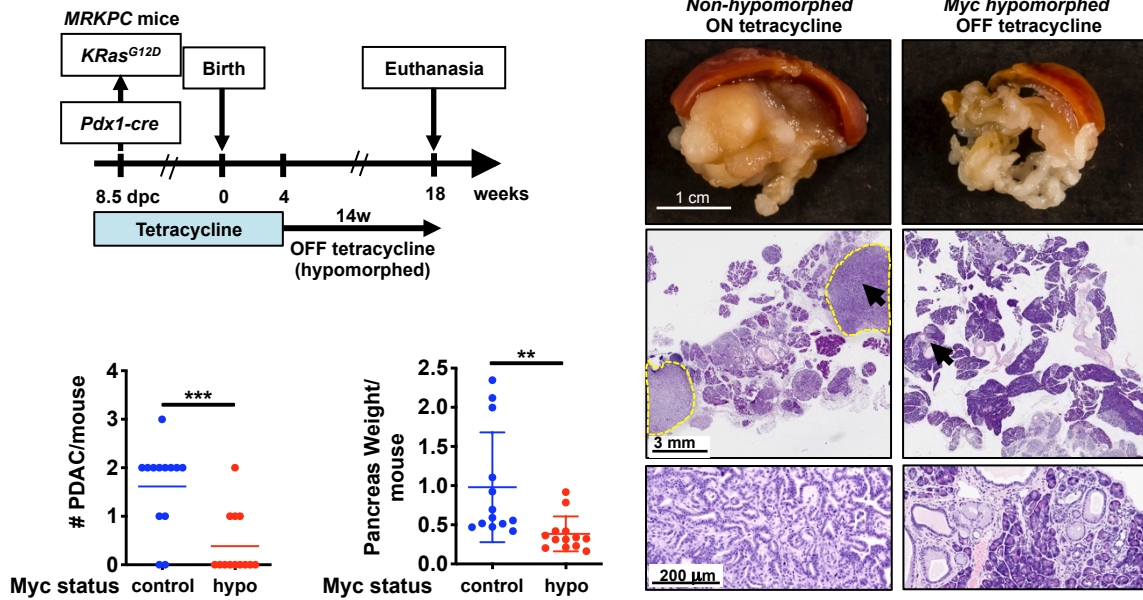 MRKPC mice
KRasG12D
Pdx1-cre
Birth
Euthanasia
8.5 dpc
0
4
18
weeks
Tetracycline
14w
OFF tetracycline
(hypomorphed)
# PDAC/mouse
4
3
2
1
0
***
Myc status
control
hypo
Pancreas Weight/
mouse
2.5
2.0
1.5
1.0
0.5
0.0
**
Myc status
control
hypo
Non-hypomorphed
ON tetracycline
Myc hypomorphed
OFF tetracycline
1 cm
3 mm
200 µm